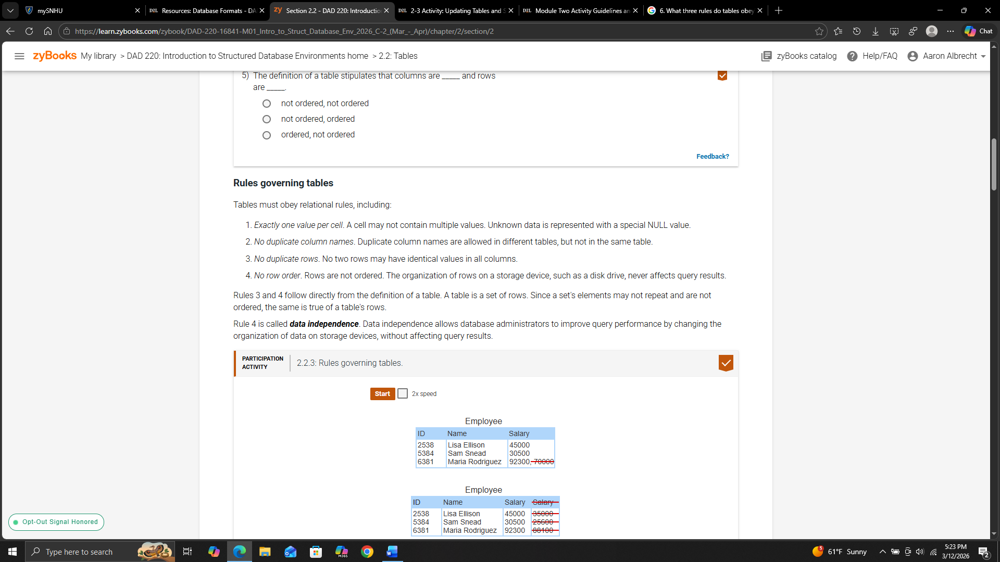 mySNHU
D2L Resources: Database Formats - DA
zy Section 2.2 - DAD 220: Introductio
D2L 2-3 Activity: Updating Tables and S
D2L Module Two Activity Guidelines an
6. What three rules do tables obey
https://learn.zybooks.com/zybook/DAD-220-16841-M01_Intro_to_Struct_Database_Env_2026_C-2_(Mar_-_Apr)/chapter/2/section/2
Chat
zyBooks My library > DAD 220: Introduction to Structured Database Environments home > 2.2: Tables
zyBooks catalog
Help/FAQ
Aaron Albrecht
5) The definition of a table stipulates that columns are _____ and rows
are _____.
not ordered, not ordered
not ordered, ordered
ordered, not ordered
Feedback?
Rules governing tables
Tables must obey relational rules, including:
1. Exactly one value per cell. A cell may not contain multiple values. Unknown data is represented with a special NULL value.
2. No duplicate column names. Duplicate column names are allowed in different tables, but not in the same table.
3. No duplicate rows. No two rows may have identical values in all columns.
4. No row order. Rows are not ordered. The organization of rows on a storage device, such as a disk drive, never affects query results.
Rules 3 and 4 follow directly from the definition of a table. A table is a set of rows. Since a set's elements may not repeat and are not
ordered, the same is true of a table's rows.
Rule 4 is called data independence. Data independence allows database administrators to improve query performance by changing the
organization of data on storage devices, without affecting query results.
PARTICIPATION
ACTIVITY
2.2.3: Rules governing tables.
Start
2x speed
Employee
ID Name Salary
2538 Lisa Ellison 45000
5384 Sam Snead 30500
6381 Maria Rodriguez 92300, 70000
Employee
ID Name Salary Salary
2538 Lisa Ellison 45000 35000
5384 Sam Snead 30500 25600
6381 Maria Rodriguez 92300 88100
Opt-Out Signal Honored
Type here to search
M365
W
5
61°F Sunny
5:23 PM
3/12/2026
2